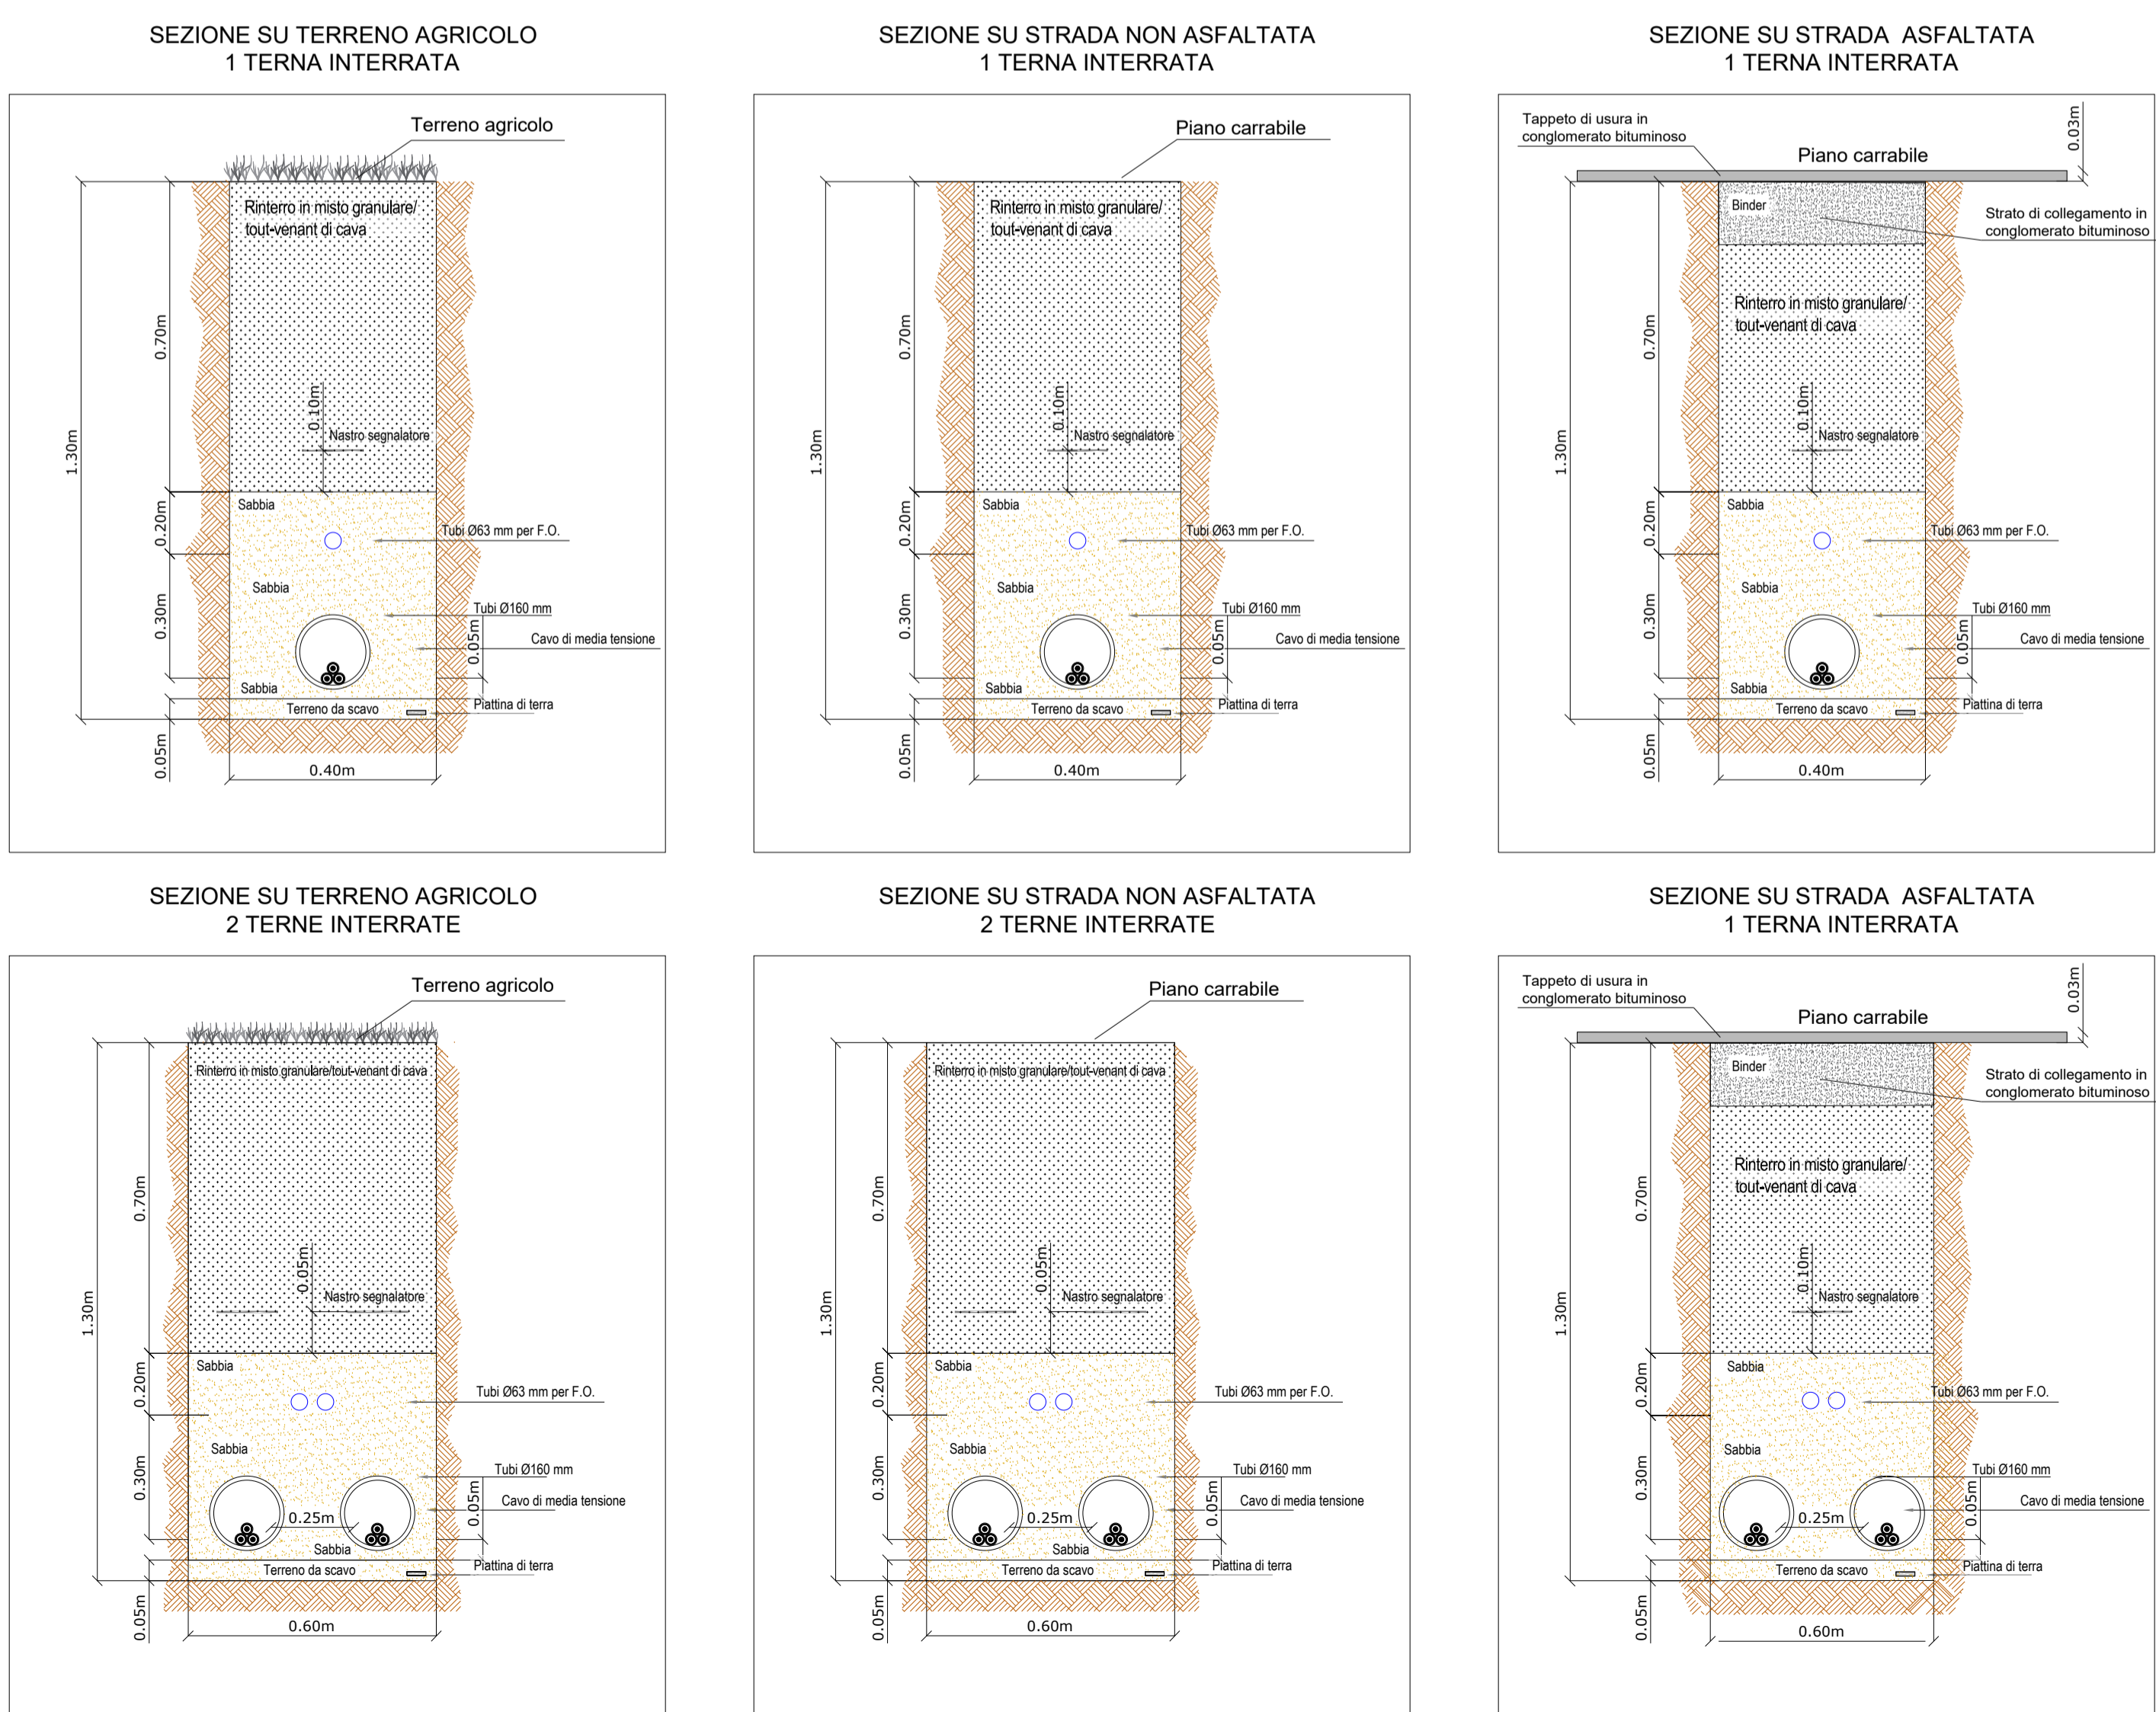 SEZIONE SU TERRENO AGRICOLO
1 TERNA INTERRATA
Terreno agricolo
Rinterro in misto granulare/
tout-venant di cava
0.70m
0.10m
Nastro segnalatore
1.30m
Sabbia
0.20m
Tubi Ø63 mm per F.O.
Sabbia
0.30m
Tubi Ø160 mm
0.05m
Cavo di media tensione
Sabbia
Piattina di terra
Terreno da scavo
0.05m
0.40m
SEZIONE SU STRADA NON ASFALTATA
1 TERNA INTERRATA
Piano carrabile
Rinterro in misto granulare/
tout-venant di cava
0.70m
0.10m
Nastro segnalatore
1.30m
Sabbia
0.20m
Tubi Ø63 mm per F.O.
Sabbia
0.30m
Tubi Ø160 mm
0.05m
Cavo di media tensione
Sabbia
Piattina di terra
Terreno da scavo
0.05m
0.40m
SEZIONE SU STRADA  ASFALTATA
1 TERNA INTERRATA
Tappeto di usura in
conglomerato bituminoso
0.03m
Piano carrabile
Binder
Strato di collegamento in
conglomerato bituminoso
Rinterro in misto granulare/
tout-venant di cava
0.70m
0.10m
Nastro segnalatore
1.30m
Sabbia
0.20m
Tubi Ø63 mm per F.O.
Sabbia
0.30m
Tubi Ø160 mm
0.05m
Cavo di media tensione
Sabbia
Piattina di terra
Terreno da scavo
0.05m
0.40m
SEZIONE SU TERRENO AGRICOLO
2 TERNE INTERRATE
Terreno agricolo
Rinterro in misto granulare/tout-venant di cava
0.70m
0.05m
Nastro segnalatore
1.30m
Sabbia
0.20m
Tubi Ø63 mm per F.O.
Sabbia
0.30m
Tubi Ø160 mm
0.05m
Cavo di media tensione
0.25m
Sabbia
Piattina di terra
Terreno da scavo
0.05m
0.60m
SEZIONE SU STRADA NON ASFALTATA
2 TERNE INTERRATE
Piano carrabile
Rinterro in misto granulare/tout-venant di cava
0.70m
0.05m
Nastro segnalatore
1.30m
Sabbia
0.20m
Tubi Ø63 mm per F.O.
Sabbia
0.30m
Tubi Ø160 mm
0.05m
Cavo di media tensione
0.25m
Sabbia
Piattina di terra
Terreno da scavo
0.05m
0.60m
SEZIONE SU STRADA  ASFALTATA
1 TERNA INTERRATA
Tappeto di usura in
conglomerato bituminoso
0.03m
Piano carrabile
Binder
Strato di collegamento in
conglomerato bituminoso
Rinterro in misto granulare/
tout-venant di cava
0.70m
0.10m
Nastro segnalatore
1.30m
Sabbia
0.20m
Tubi Ø63 mm per F.O.
Sabbia
0.30m
Tubi Ø160 mm
0.05m
Cavo di media tensione
0.25m
Piattina di terra
Terreno da scavo
0.05m
0.60m